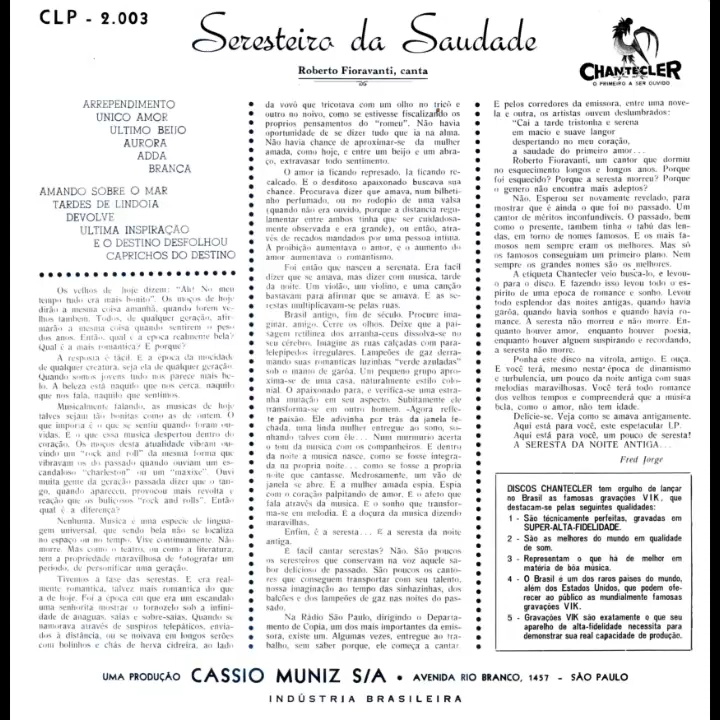 CLP - 2.003
Seresteiro da Saudade
Roberto Fioravanti, canta
CHANTECLER
O PRIMEIRO A SER OUVIDO
ARREPENDIMENTO
UNICO AMOR
ULTIMO BEIJO
AURORA
ADDA
BRANCA
AMANDO SOBRE O MAR
TARDES DE LINDOIA
DEVOLVE
ULTIMA INSPIRAÇÃO
E O DESTINO DESFOLHOU
CAPRICHOS DO DESTINO
Os velhos de hoje dizem: "Ah! No meu
tempo tudo era mais bonito". Os moços de hoje
dirão a mesma coisa amanhã, quando forem ve-
lhos tambem. Todos, de qualquer geração, afir-
marão a mesma coisa quando sentirem o peso
dos anos. Então, qual é a época realmente bela?
Qual é a mais romântica? E porque?
A resposta é fácil. É a época da mocidade
de qualquer creatura, seja ela de qualquer geração.
Quando somos jovens tudo nos parece mais be-
lo. A beleza está naquilo que nos cerca, naquilo
que nos fala, naquilo que sentimos.
Musicalmente falando, as musicas de hoje
talvez sejam tão bonitas como as de ontem. O
que importa é o que se sentiu quando foram ou-
vidas. E o que essa musica despertou dentro do
coração. Os moços desta atualidade vibram ou-
vindo um "rock and roll" da mesma forma que
vibravam os do passado quando ouviam um es-
candaloso "charleston" ou um "maxixe". Ouvi
muita gente da geração passada dizer que o tan-
go, quando apareceu, provocou mais revolta e
reação que os buliçosos "rock and rolls". Então
qual é a diferença?
Nenhuma. Musica é uma especie de lingua-
gem universal, que sendo bela não se localiza
no espaço ou no tempo. Vive continuamente. Não
morre. Mas como o teatro, ou como a literatura,
tem a propriedade maravilhosa de fotografar um
periodo, de personificar uma geração.
Tivemos a fase das serestas. E era real-
mente romantica, talvez mais romantica do que
a de hoje. Foi a época em que era um escandalo
uma senhorita mostrar o tornozelo sob a infini-
dade de anaguas, saias e sobre-saias. Quando se
namorava através de suspiros telepáticos, envia-
dos à distância, ou se noivava em longos serões
com bolinhos e chás de herva cidreira, ao lado
da vovó que tricotava com um olho no tricô e
outro no noivo, como se estivesse fiscalizando os
proprios pensamentos do "romeu". Não havia
oportunidade de se dizer tudo que ia na alma.
Não havia chance de aproximar-se da mulher
amada, como hoje, e entre um beijo e um abra-
ço, extravasar todo sentimento.
O amor ia ficando represado. Ia ficando re-
calcado. E o desditoso apaixonado buscava sua
chance. Procurava dizer que amava, num bilheti-
nho perfumado, ou no rodopio de uma valsa
(quando não era ouvido, porque a distancia regu-
lamentar entre ambos tinha que ser cuidadosa-
mente observada e era grande), ou então, atra-
vés de recados mandados por uma pessoa intima.
A proibição aumentava o amor, e o aumento do
amor aumentava o romantismo.
Foi então que nasceu a serenata. Era facil
dizer que se amava, mas dizer com musica, tarde
da noite. Um violão, um violino, e uma canção
bastavam para afirmar que se amava. E as se-
restas multiplicavam-se pelas ruas.
Brasil antigo, fim de século. Procure ima-
ginar, amigo. Cerre os olhos. Deixe que a pai-
sagem retilinea dos arranha-ceus dissolva-se no
seu cérebro. Imagine as ruas calçadas com para-
lelepipedos irregulares. Lampeões de gaz derra-
mando suas romanticas luzinhas "verde azuladas"
sob o manto de garôa. Um pequeno grupo apro-
xima-se de uma casa, naturalmente estilo colo-
nial. O apaixonado para, e verifica-se uma estra-
nha mutação em seu aspecto. Subitamente ele
transforma-se em outro homem. Agora refle-
te paixão. Ele advinha por trás da janela fe-
chada, uma linda mulher entregue ao sono, so-
nhando talves com êle... Num murmurio acerta
o tom da musica com os companheiros. E dentro
da noite a musica nasce, como se fosse integra-
da na propria noite... como se fosse a propria
noite que cantasse. Medrosamente, um vão de
janela se abre. E a mulher amada espia. Espia
com o coração palpitando de amor. E o afeto que
fala através da musica. E o sonho que transfor-
ma-se em melodia. E a doçura da musica dizendo
maravilhas.
Enfim, é a seresta... E a seresta da noite
antiga.
E facil cantar serestas? Não. São poucos
os seresteiros que conservam na voz aquele sa-
bor delicioso do passado. São poucos os canto-
res que conseguem transportar com seu talento,
nossa imaginação ao tempo das sinhazinhas, dos
balcões e dos lampeões de gaz nas noites do pas-
sado.
Na Rádio São Paulo, dirigindo o Departa-
mento de Copia, um dos mais importantes da emis-
sora, existe um. Algumas vezes, entregue ao tra-
balho, sem saber porque, ele começa a cantar.
E pelos corredores da emissora, entre uma nove-
la e outra, os artistas ouvem deslumbrados:
"Cai a tarde tristonha e serena
em macio e suave langor
despertando no meu coração,
a saudade do primeiro amor...
Roberto Fioravanti, um cantor que dormiu
no esquecimento longos e longos anos. Porque
foi esquecido? Porque a seresta morreu? Porque
o genero não encontra mais adeptos?
Não. Esperou ser novamente revelado, para
mostrar que é ainda o que foi no passado. Um
cantor de méritos inconfundiveis. O passado, bem
como o presente, tambem tinha o tabú das len-
das, em torno de nomes famosos. E os mais fa-
mosos nem sempre eram os melhores. Mas só
os famosos conseguiam um primeiro plano. Nem
sempre os grandes nomes são os melhores.
A etiqueta Chantecler veio busca-lo, e levou-
o para o disco. E fazendo isso levou todo o es-
pirito de uma época de romance e sonho. Levou
todo esplendor das noites antigas, quando havia
garôa, quando havia sonhos e quando havia ro-
mance. A seresta não morreu e não morre. En-
quanto houver amor, enquanto houver poesia,
enquanto houver alguem suspirando e recordando,
a seresta não morre.
Ponha este disco na vitrola, amigo. E ouça.
E você terá, mesmo nesta época de dinamismo
e turbulencia, um pouco da noite antiga com suas
melodias maravilhosas. Você terá todo romance
dos velhos tempos e compreenderá que a musica
bela, como o amor, não tem idade.
Delicie-se. Veja como se amava antigamente.
Aqui está para você, este espetacular LP.
Aqui está para você, um pouco de seresta!
A SERESTA DA NOITE ANTIGA...
Fred Jorge
DISCOS CHANTECLER tem orgulho de lançar
no Brasil as famosas gravações VIK, que
destacam-se pelas seguintes qualidades:
1 - São técnicamente perfeitas, gravadas em
SUPER-ALTA-FIDELIDADE.
2 - São as melhores do mundo em qualidade
de som.
3 - Representam o que há de melhor em
matéria de bôa música.
4 - O Brasil é um dos raros paises do mundo,
além dos Estados Unidos, que podem ofe-
recer ao público as mundialmente famosas
gravações VIK.
5 - Gravações VIK são exatamente o que seu
aparelho de alta-fidelidade necessita para
demonstrar sua real capacidade de produção.
UMA PRODUÇÃO CASSIO MUNIZ S/A • AVENIDA RIO BRANCO, 1457 - SÃO PAULO
INDÚSTRIA BRASILEIRA